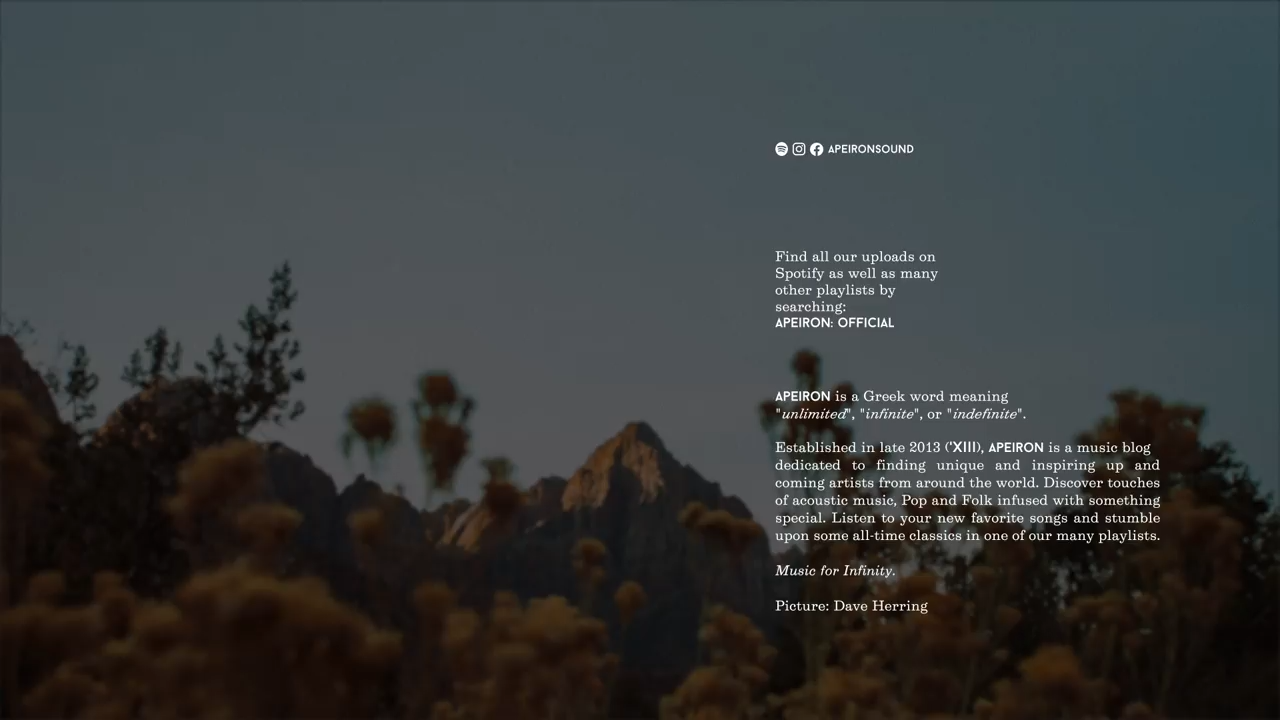 APEIRONSOUND
Find all our uploads on
Spotify as well as many
other playlists by
searching:
APEIRON: OFFICIAL
APEIRON is a Greek word meaning
"unlimited", "infinite", or "indefinite".
Established in late 2013 ('XIII), APEIRON is a music blog
dedicated to finding unique and inspiring up and
coming artists from around the world. Discover touches
of acoustic music, Pop and Folk infused with something
special. Listen to your new favorite songs and stumble
upon some all-time classics in one of our many playlists.
Music for Infinity.
Picture: Dave Herring